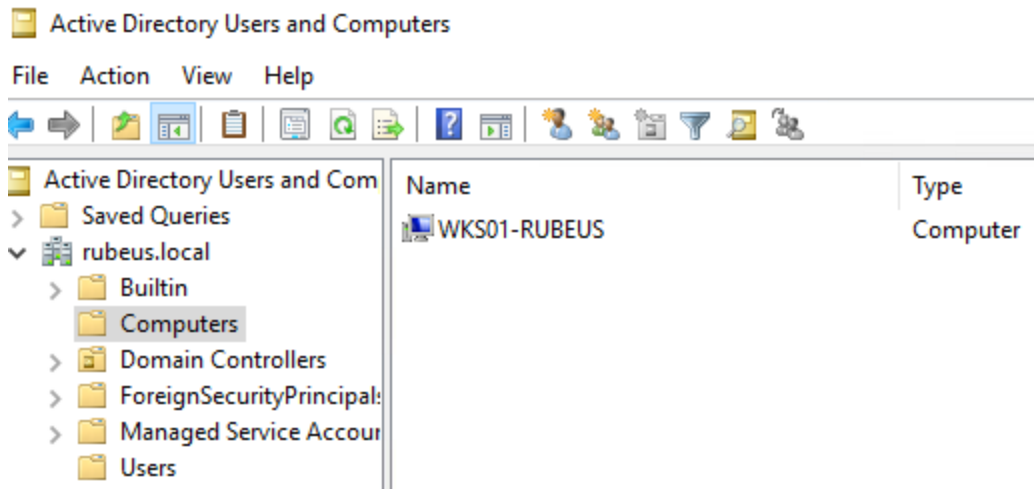 Active Directory Users and Computers
File Action View Help
Active Directory Users and Com
Saved Queries
rubeus.local
Builtin
Computers
Domain Controllers
ForeignSecurityPrincipals
Managed Service Accour
Users
Name Type
WKS01-RUBEUS Computer